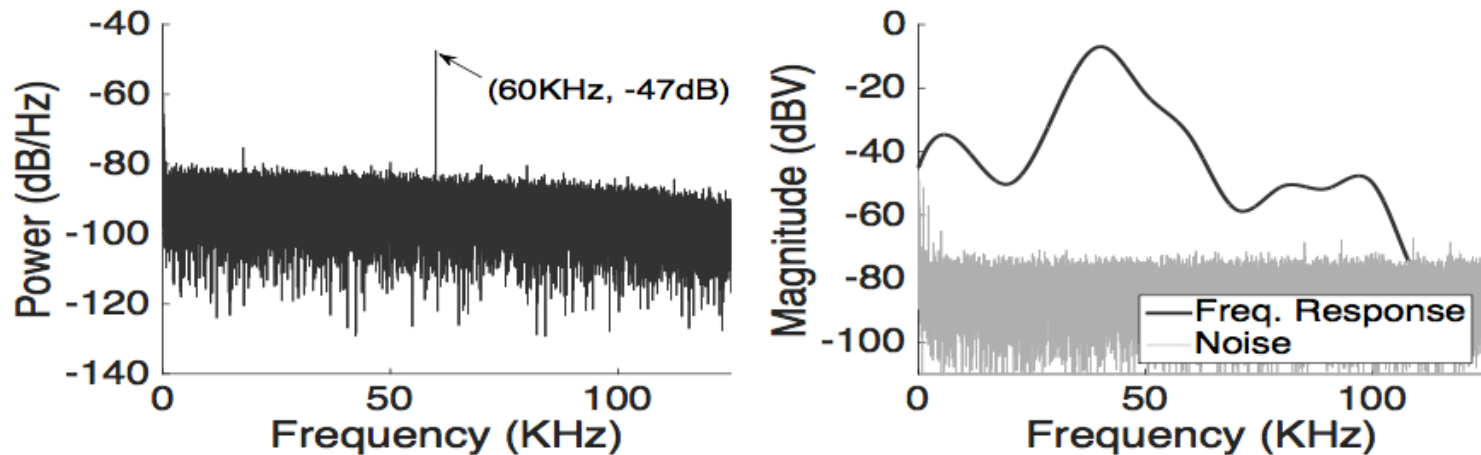 Power (dB/Hz)
-40
-60
-80
-100
-120
-140
(60KHz, -47dB)
0
50
100
Frequency (KHz)
Magnitude (dBV)
0
-20
-40
-60
-80
-100
Freq. Response
Noise
0
50
100
Frequency (KHz)